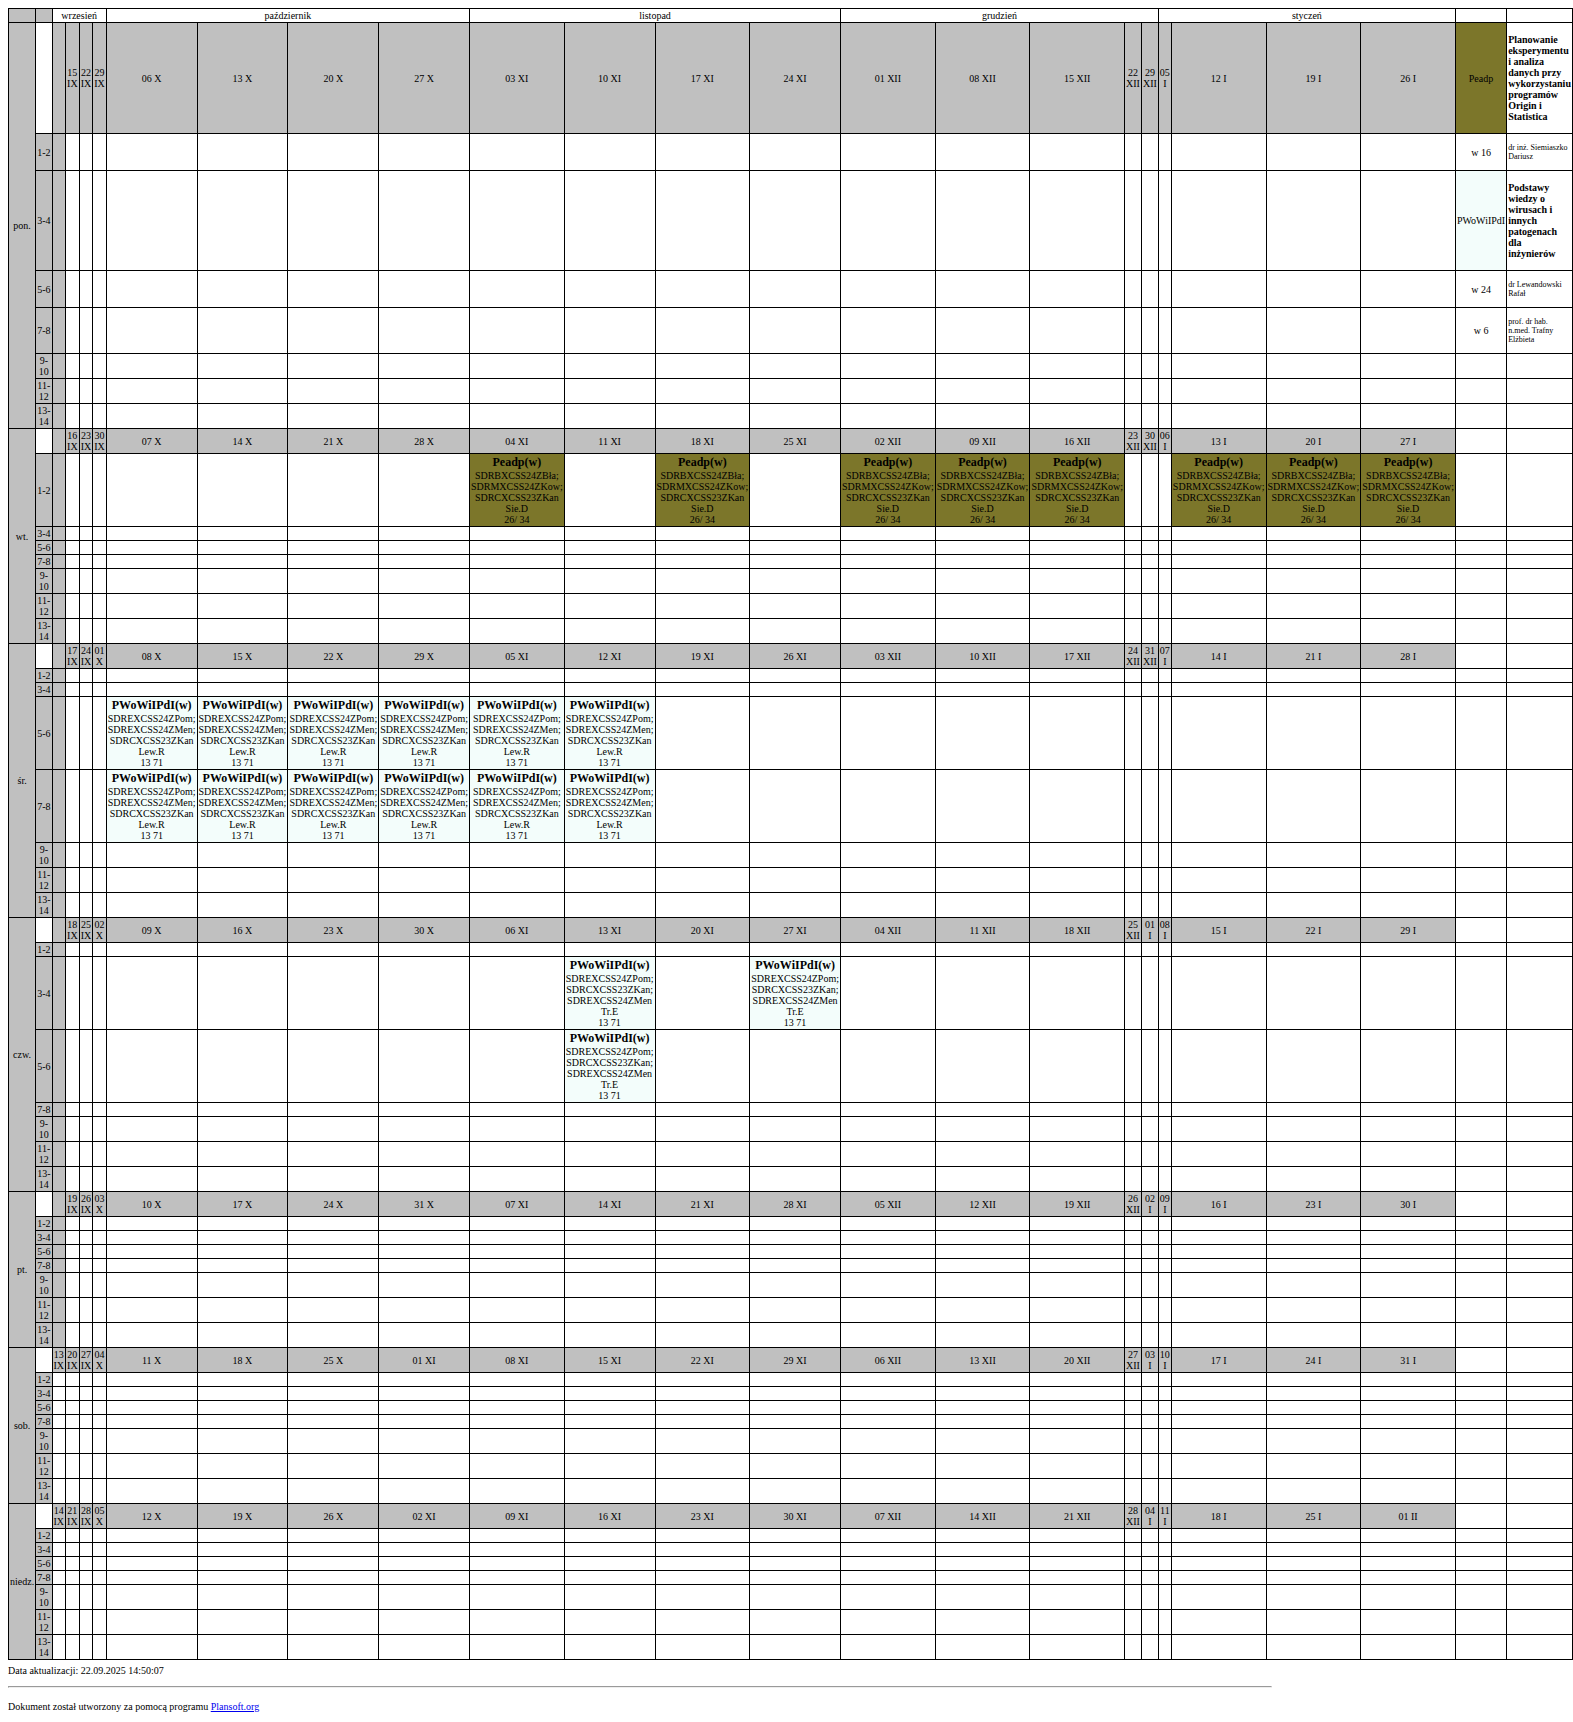 wrzesień październik listopad grudzień styczeń
pon.
15 IX 22 IX 29 IX 06 X 13 X 20 X 27 X 03 XI 10 XI 17 XI 24 XI 01 XII 08 XII 15 XII 22 XII 29 XII 05 I 12 I 19 I 26 I Peadp
Planowanie
eksperymentu
i analiza
danych przy
wykorzystaniu
programów
Origin i
Statistica
1-2 w 16 dr inż. Siemiaszko
Dariusz
3-4 PWoWiIPdI
Podstawy
wiedzy o
wirusach i
innych
patogenach
dla
inżynierów
5-6 w 24 dr Lewandowski
Rafał
7-8 w 6 prof. dr hab.
n.med. Trafny
Elżbieta
9-10
11-12
13-14
wt.
16 IX 23 IX 30 IX 07 X 14 X 21 X 28 X 04 XI 11 XI 18 XI 25 XI 02 XII 09 XII 16 XII 23 XII 30 XII 06 I 13 I 20 I 27 I
1-2
Peadp(w) Peadp(w) Peadp(w) Peadp(w) Peadp(w) Peadp(w) Peadp(w) Peadp(w)
SDRBXCSS24ZBła; SDRBXCSS24ZBła; SDRBXCSS24ZBła; SDRBXCSS24ZBła; SDRBXCSS24ZBła; SDRBXCSS24ZBła; SDRBXCSS24ZBła; SDRBXCSS24ZBła;
SDRMXCSS24ZKow; SDRMXCSS24ZKow; SDRMXCSS24ZKow; SDRMXCSS24ZKow; SDRMXCSS24ZKow; SDRMXCSS24ZKow; SDRMXCSS24ZKow; SDRMXCSS24ZKow;
SDRCXCSS23ZKan SDRCXCSS23ZKan SDRCXCSS23ZKan SDRCXCSS23ZKan SDRCXCSS23ZKan SDRCXCSS23ZKan SDRCXCSS23ZKan SDRCXCSS23ZKan
Sie.D Sie.D Sie.D Sie.D Sie.D Sie.D Sie.D Sie.D
26/ 34 26/ 34 26/ 34 26/ 34 26/ 34 26/ 34 26/ 34 26/ 34
3-4
5-6
7-8
9-10
11-12
13-14
śr.
17 IX 24 IX 01 X 08 X 15 X 22 X 29 X 05 XI 12 XI 19 XI 26 XI 03 XII 10 XII 17 XII 24 XII 31 XII 07 I 14 I 21 I 28 I
1-2
3-4
5-6
PWoWiIPdI(w) PWoWiIPdI(w) PWoWiIPdI(w) PWoWiIPdI(w) PWoWiIPdI(w) PWoWiIPdI(w)
SDREXCSS24ZPom; SDREXCSS24ZPom; SDREXCSS24ZPom; SDREXCSS24ZPom; SDREXCSS24ZPom; SDREXCSS24ZPom;
SDREXCSS24ZMen; SDREXCSS24ZMen; SDREXCSS24ZMen; SDREXCSS24ZMen; SDREXCSS24ZMen; SDREXCSS24ZMen;
SDRCXCSS23ZKan SDRCXCSS23ZKan SDRCXCSS23ZKan SDRCXCSS23ZKan SDRCXCSS23ZKan SDRCXCSS23ZKan
Lew.R Lew.R Lew.R Lew.R Lew.R Lew.R
13 71 13 71 13 71 13 71 13 71 13 71
7-8
PWoWiIPdI(w) PWoWiIPdI(w) PWoWiIPdI(w) PWoWiIPdI(w) PWoWiIPdI(w) PWoWiIPdI(w)
SDREXCSS24ZPom; SDREXCSS24ZPom; SDREXCSS24ZPom; SDREXCSS24ZPom; SDREXCSS24ZPom; SDREXCSS24ZPom;
SDREXCSS24ZMen; SDREXCSS24ZMen; SDREXCSS24ZMen; SDREXCSS24ZMen; SDREXCSS24ZMen; SDREXCSS24ZMen;
SDRCXCSS23ZKan SDRCXCSS23ZKan SDRCXCSS23ZKan SDRCXCSS23ZKan SDRCXCSS23ZKan SDRCXCSS23ZKan
Lew.R Lew.R Lew.R Lew.R Lew.R Lew.R
13 71 13 71 13 71 13 71 13 71 13 71
9-10
11-12
13-14
czw.
18 IX 25 IX 02 X 09 X 16 X 23 X 30 X 06 XI 13 XI 20 XI 27 XI 04 XII 11 XII 18 XII 25 XII 01 I 08 I 15 I 22 I 29 I
1-2
3-4
PWoWiIPdI(w) PWoWiIPdI(w)
SDREXCSS24ZPom; SDREXCSS24ZPom;
SDRCXCSS23ZKan; SDRCXCSS23ZKan;
SDREXCSS24ZMen SDREXCSS24ZMen
Tr.E Tr.E
13 71 13 71
5-6
PWoWiIPdI(w)
SDREXCSS24ZPom;
SDRCXCSS23ZKan;
SDREXCSS24ZMen
Tr.E
13 71
7-8
9-10
11-12
13-14
pt.
19 IX 26 IX 03 X 10 X 17 X 24 X 31 X 07 XI 14 XI 21 XI 28 XI 05 XII 12 XII 19 XII 26 XII 02 I 09 I 16 I 23 I 30 I
1-2
3-4
5-6
7-8
9-10
11-12
13-14
sob.
13 IX 20 IX 27 IX 04 X 11 X 18 X 25 X 01 XI 08 XI 15 XI 22 XI 29 XI 06 XII 13 XII 20 XII 27 XII 03 I 10 I 17 I 24 I 31 I
1-2
3-4
5-6
7-8
9-10
11-12
13-14
niedz.
14 IX 21 IX 28 IX 05 X 12 X 19 X 26 X 02 XI 09 XI 16 XI 23 XI 30 XI 07 XII 14 XII 21 XII 28 XII 04 I 11 I 18 I 25 I 01 II
1-2
3-4
5-6
7-8
9-10
11-12
13-14
Data aktualizacji: 22.09.2025 14:50:07
Dokument został utworzony za pomocą programu Plansoft.org